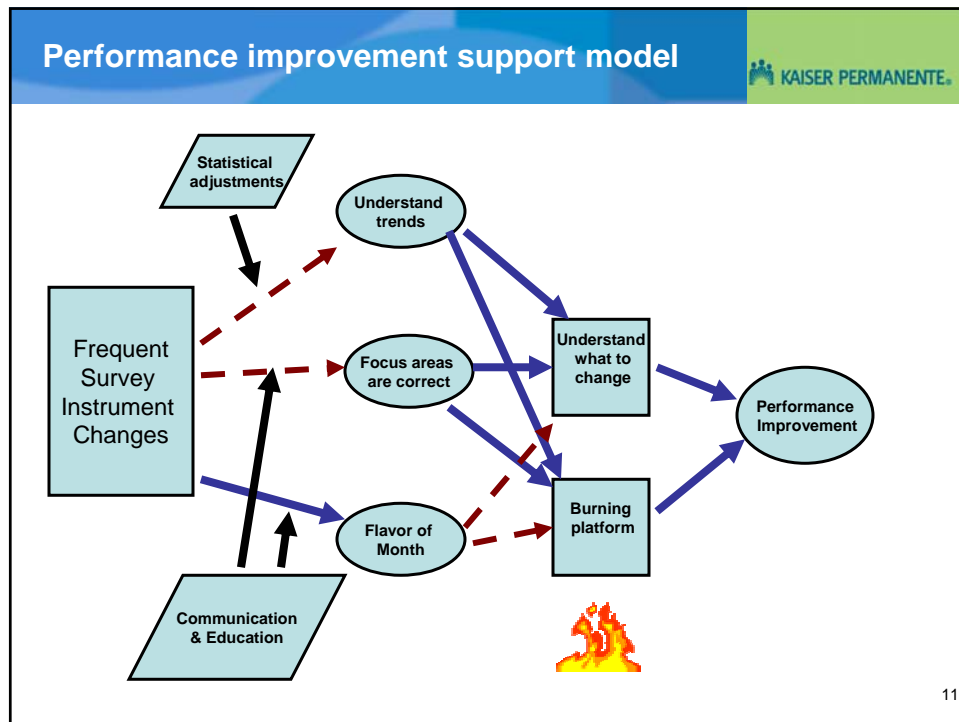 Performance improvement support model
KAISER PERMANENTE®
Statistical
adjustments
Understand
trends
Frequent
Survey
Instrument
Changes
Focus areas
are correct
Understand
what to
change
Performance
Improvement
Flavor of
Month
Burning
platform
Communication
& Education
11